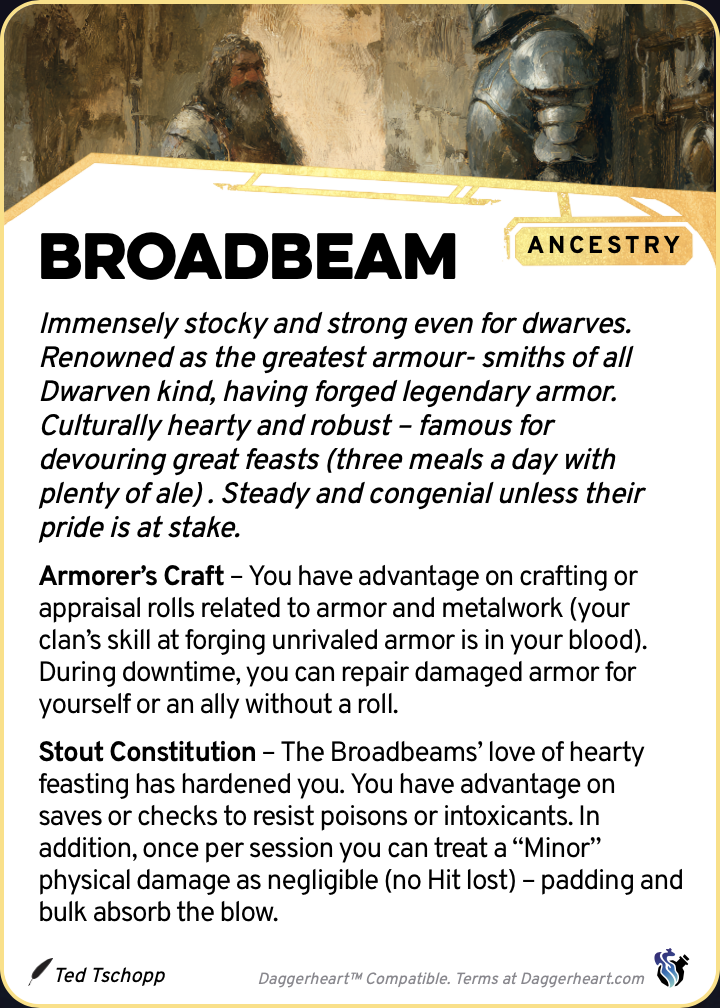 BROADBEAM
ANCESTRY
Immensely stocky and strong even for dwarves.
Renowned as the greatest armour- smiths of all
Dwarven kind, having forged legendary armor.
Culturally hearty and robust – famous for
devouring great feasts (three meals a day with
plenty of ale) . Steady and congenial unless their
pride is at stake.
Armorer’s Craft – You have advantage on crafting or
appraisal rolls related to armor and metalwork (your
clan’s skill at forging unrivaled armor is in your blood).
During downtime, you can repair damaged armor for
yourself or an ally without a roll.
Stout Constitution – The Broadbeams’ love of hearty
feasting has hardened you. You have advantage on
saves or checks to resist poisons or intoxicants. In
addition, once per session you can treat a “Minor”
physical damage as negligible (no Hit lost) – padding and
bulk absorb the blow.
Ted Tschopp
Daggerheart™ Compatible. Terms at Daggerheart.com